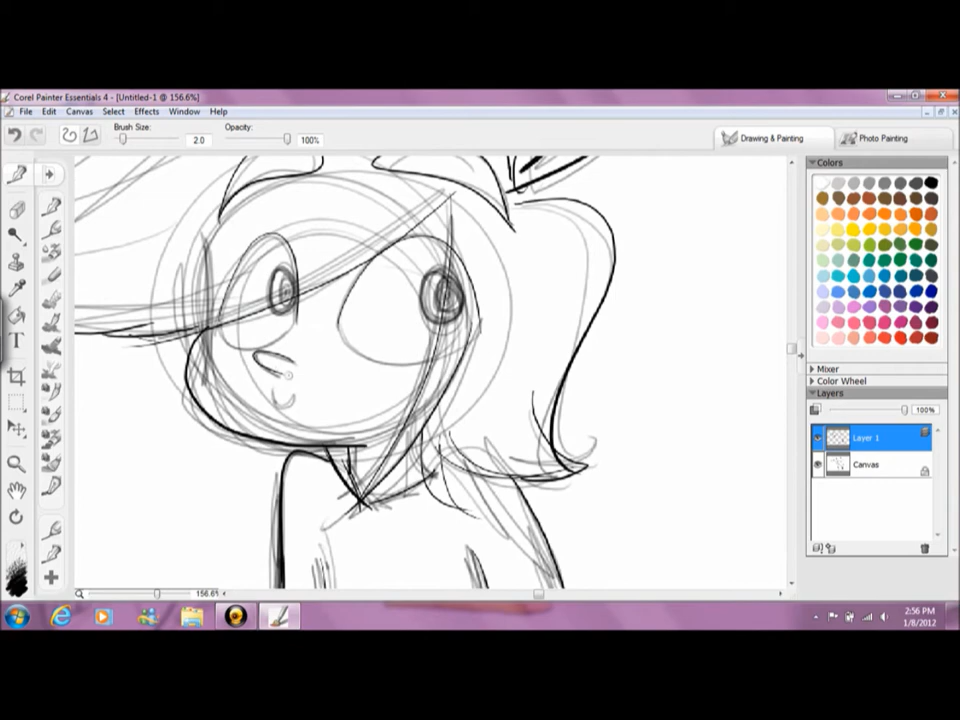 Corel Painter Essentials 4 - [Untitled-1 @ 156.6%]
File Edit Canvas Select Effects Window Help
Brush Size: 2.0 Opacity: 100%
Drawing & Painting Photo Painting
Colors
Mixer
Color Wheel
Layers
100%
Layer 1
Canvas
156.6%
2:56 PM
1/8/2012